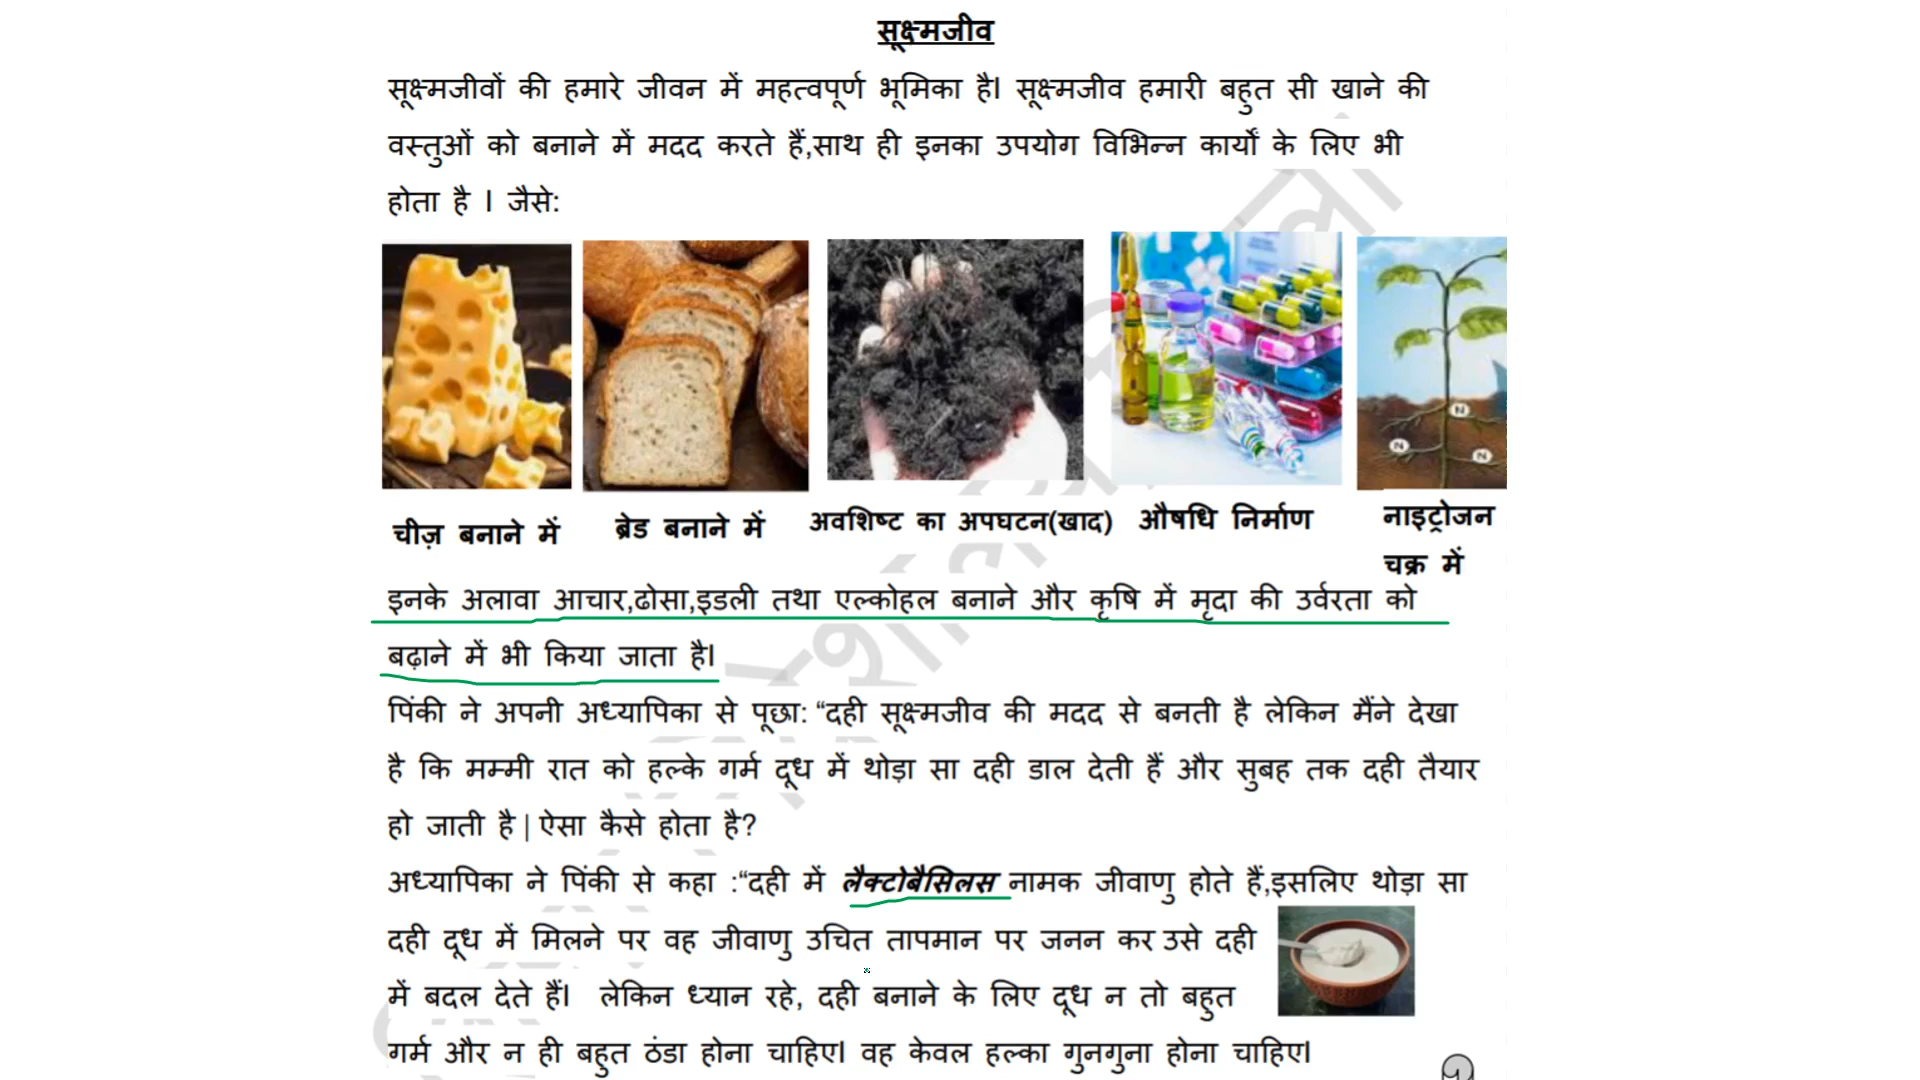 सूक्ष्मजीव
सूक्ष्मजीवों की हमारे जीवन में महत्वपूर्ण भूमिका है। सूक्ष्मजीव हमारी बहुत सी खाने की
वस्तुओं को बनाने में मदद करते हैं,साथ ही इनका उपयोग विभिन्न कार्यों के लिए भी
होता है । जैसे:
N
N
N
चीज़ बनाने में
ब्रेड बनाने में
अवशिष्ट का अपघटन(खाद)
औषधि निर्माण
नाइट्रोजन
चक्र में
इनके अलावा आचार,ढोसा,इडली तथा एल्कोहल बनाने और कृषि में मृदा की उर्वरता को
बढ़ाने में भी किया जाता है।
पिंकी ने अपनी अध्यापिका से पूछा: “दही सूक्ष्मजीव की मदद से बनती है लेकिन मैंने देखा
है कि मम्मी रात को हल्के गर्म दूध में थोड़ा सा दही डाल देती हैं और सुबह तक दही तैयार
हो जाती है | ऐसा कैसे होता है?
अध्यापिका ने पिंकी से कहा :“दही में लैक्टोबैसिलस नामक जीवाणु होते हैं,इसलिए थोड़ा सा
दही दूध में मिलने पर वह जीवाणु उचित तापमान पर जनन कर उसे दही
में बदल देते हैं। लेकिन ध्यान रहे, दही बनाने के लिए दूध न तो बहुत
गर्म और न ही बहुत ठंडा होना चाहिए। वह केवल हल्का गुनगुना होना चाहिए।